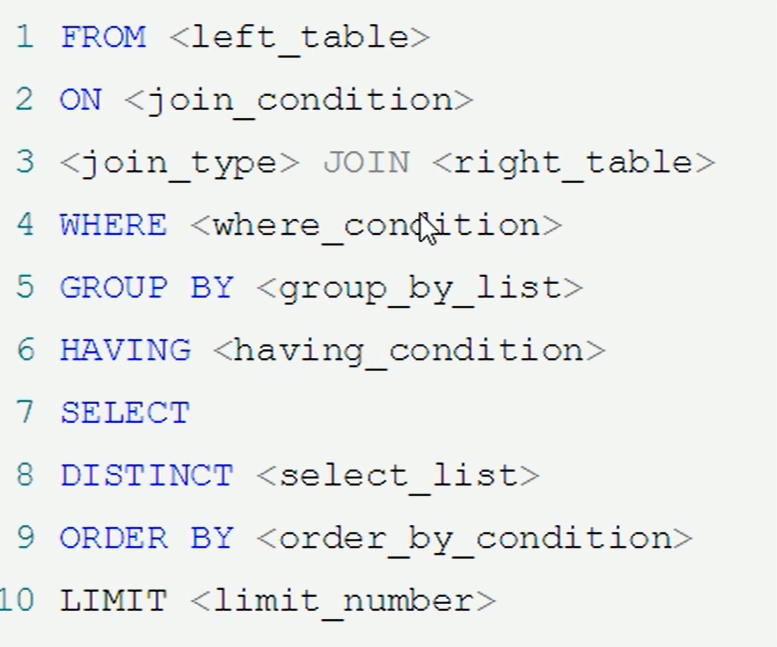 1 FROM <left_table>
2 ON <join_condition>
3 <join_type> JOIN <right_table>
4 WHERE <where_condition>
5 GROUP BY <group_by_list>
6 HAVING <having_condition>
7 SELECT
8 DISTINCT <select_list>
9 ORDER BY <order_by_condition>
10 LIMIT <limit_number>